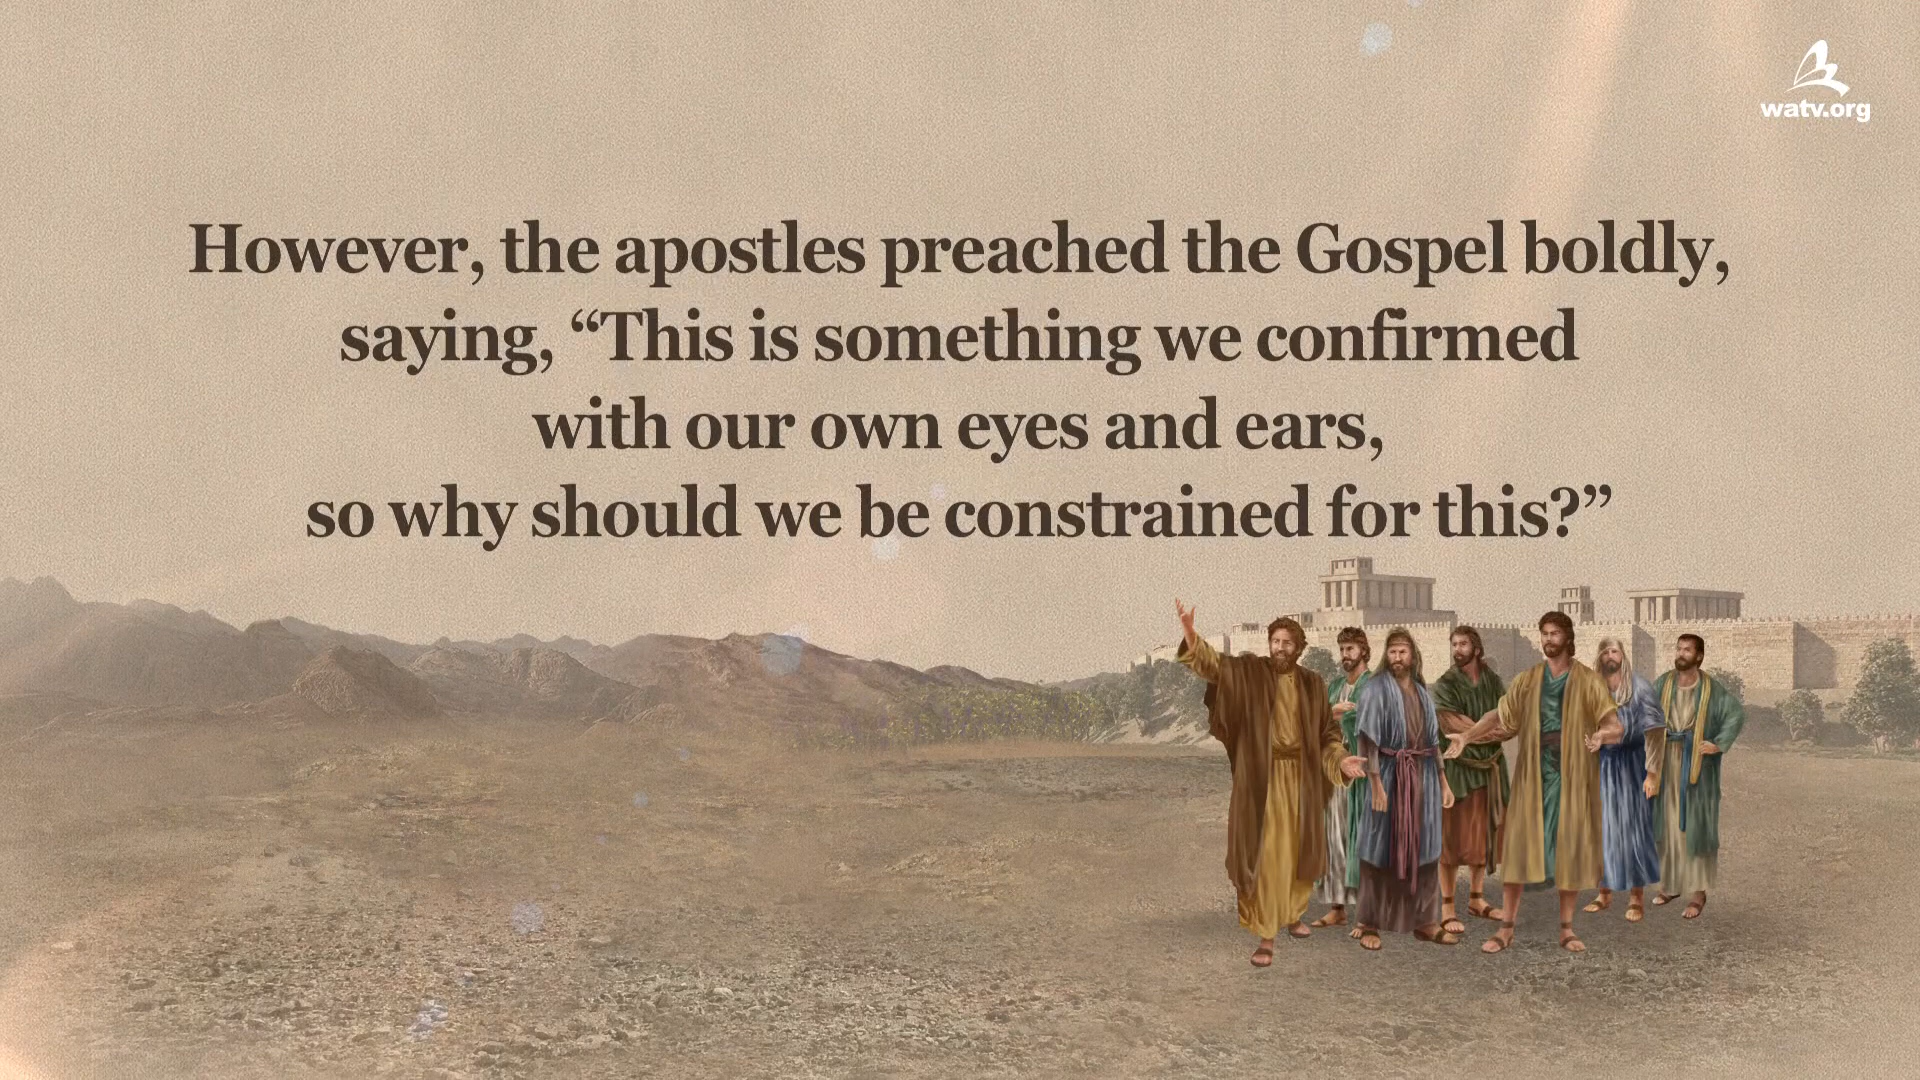 watv.org
However, the apostles preached the Gospel boldly,
saying, “This is something we confirmed
with our own eyes and ears,
so why should we be constrained for this?”